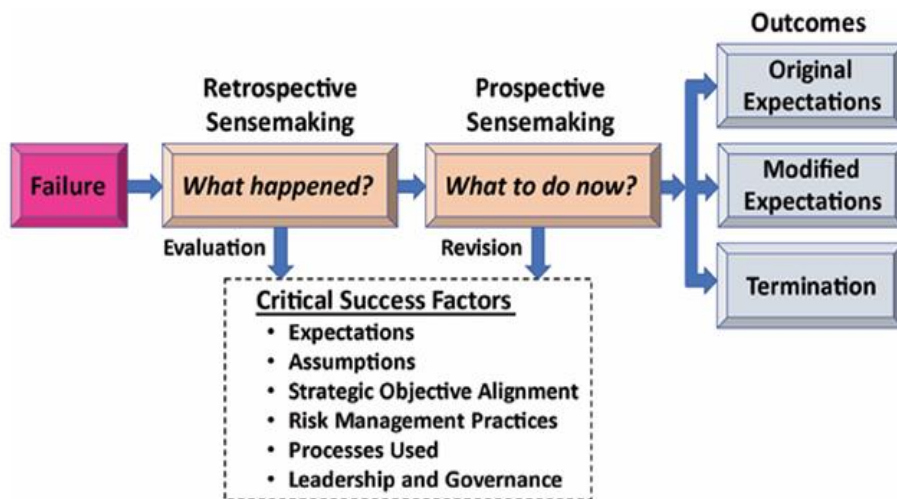 Outcomes
Retrospective
Sensemaking
Prospective
Sensemaking
Original
Expectations
Failure
What happened?
What to do now?
Modified
Expectations
Evaluation
Revision
Termination
Critical Success Factors
• Expectations
• Assumptions
• Strategic Objective Alignment
• Risk Management Practices
• Processes Used
• Leadership and Governance